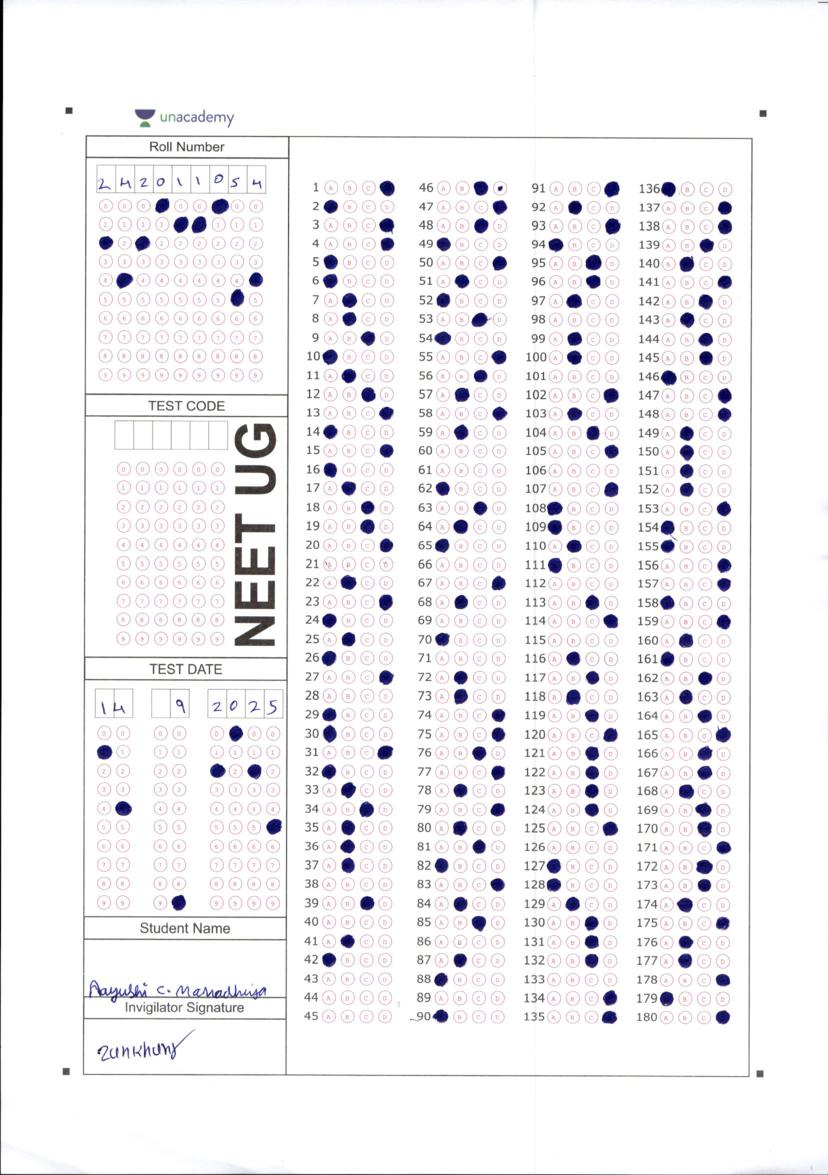 unacademy
Roll Number
2 4 2 0 1 1 0 5 4
TEST CODE
NEET UG
TEST DATE
14 9 2025
Student Name
Aayushi C.
Invigilator Signature
1 A B C
2 B C D
3 A B C
4 A B C
5 B C D
6 B C D
7 A C D
8 A C D
9 A B D
10 B C D
11 A C D
12 A B D
13 A B C
14 B C D
15 A B C
16 B C D
17 A C D
18 A B D
19 A B D
20 A B C
21 A B C D
22 A C D
23 A B C
24 B C D
25 A C D
26 B C D
27 A B C
28 A B C D
29 B C D
30 B C D
31 A B C
32 B C D
33 A C D
34 A B D
35 A C D
36 A C D
37 A C D
38 A B C D
39 A B D
40 A B C D
41 A C D
42 B C D
43 A B C D
44 A B C D
45 A B C D
46 A B
47 A B C
48 A B D
49 B C D
50 A B C
51 A C D
52 B C D
53 A B D
54 B C D
55 A B C
56 A B D
57 A C D
58 A B C
59 A C D
60 A B C D
61 A B C D
62 B C D
63 A B D
64 A C D
65 B C D
66 A B C D
67 A B C
68 A C D
69 A B C D
70 B C D
71 A B C D
72 A C D
73 A C D
74 A B C
75 A B C
76 A B D
77 A B C
78 A C D
79 A B C
80 A C D
81 A B D
82 B C D
83 A B C
84 A C D
85 A B D
86 A B C D
87 A C D
88 B C D
89 A B C D
90 B C D
91 A B C
92 A C D
93 A B C
94 B C D
95 A B D
96 A B D
97 A C D
98 A B C D
99 A C D
100 A C D
101 A B C D
102 A B C
103 A C D
104 A B D
105 A B C
106 A B C D
107 A B C
108 B C D
109 B C D
110 A C D
111 B C D
112 A B C D
113 A B D
114 A B C
115 A B C D
116 A C D
117 A B D
118 A C D
119 A B D
120 A B C
121 A B D
122 A B D
123 A B D
124 A B D
125 A B C
126 A B C D
127 B C D
128 B C D
129 A C D
130 A B D
131 A B D
132 A B D
133 A B C D
134 A B C
135 A B C
136 B C D
137 A B C
138 A B C
139 A B D
140 A C D
141 A B C
142 A B D
143 A C D
144 A B D
145 A B D
146 B C D
147 A B C
148 A B C
149 A C D
150 A C D
151 A C D
152 A C D
153 A B C
154 B C D
155 B C D
156 A B C
157 A B C
158 B C D
159 A B C
160 A C D
161 B C D
162 A B D
163 A C D
164 A B D
165 A B C
166 A B D
167 A B D
168 A C D
169 A B D
170 A B D
171 A B C
172 A B D
173 A B D
174 A C D
175 A B C
176 A C D
177 A C D
178 A B C
179 B C D
180 A B C